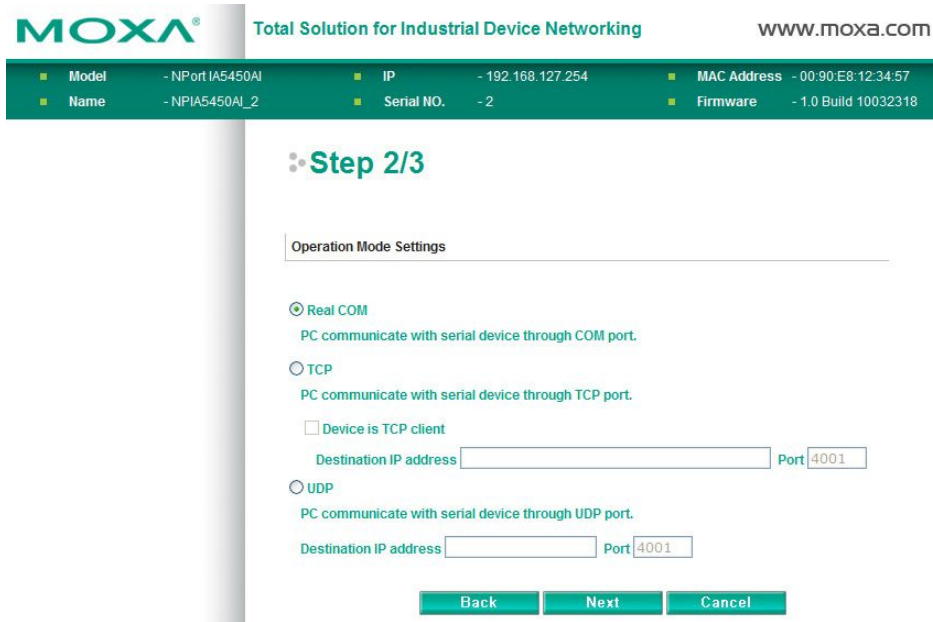 MOXA® Total Solution for Industrial Device Networking www.moxa.com
Model - NPort IA5450AI IP - 192.168.127.254 MAC Address - 00:90:E8:12:34:57
Name - NPIA5450AI_2 Serial NO. - 2 Firmware - 1.0 Build 10032318
Step 2/3
Operation Mode Settings
Real COM
PC communicate with serial device through COM port.
TCP
PC communicate with serial device through TCP port.
Device is TCP client
Destination IP address Port 4001
UDP
PC communicate with serial device through UDP port.
Destination IP address Port 4001
Back Next Cancel